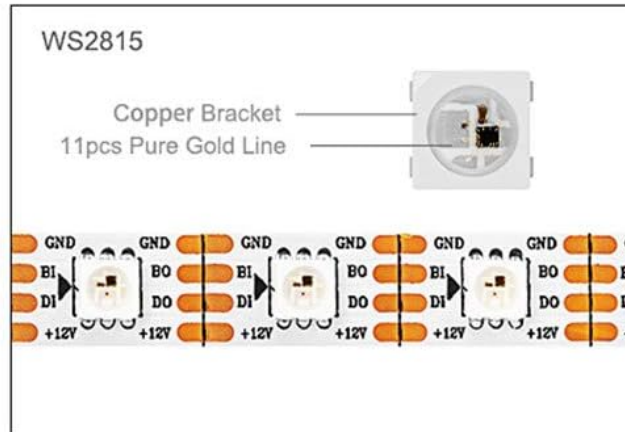 WS2815
Copper Bracket
11pcs Pure Gold Line
GND GND GND GND GND GND
BI BO BI BO BI BO
DI DO DI DO DI DO
+12V +12V +12V +12V +12V